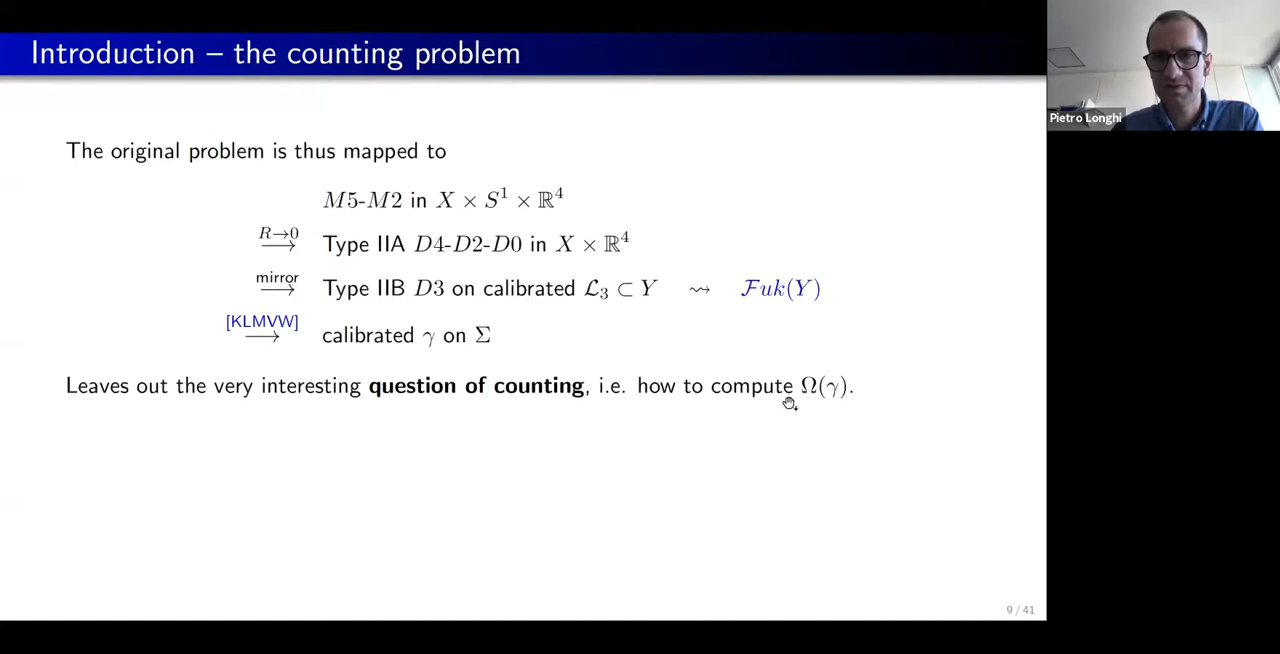 Introduction – the counting problem
Pietro Longhi
The original problem is thus mapped to
M5-M2 in X × S¹ × ℝ⁴
R→0 ⟶ Type IIA D4-D2-D0 in X × ℝ⁴
mirror ⟶ Type IIB D3 on calibrated ℒ₃ ⊂ Y ⇝ ℱuk(Y)
[KLMVW] ⟶ calibrated γ on Σ
Leaves out the very interesting question of counting, i.e. how to compute Ω(γ).
9 / 41